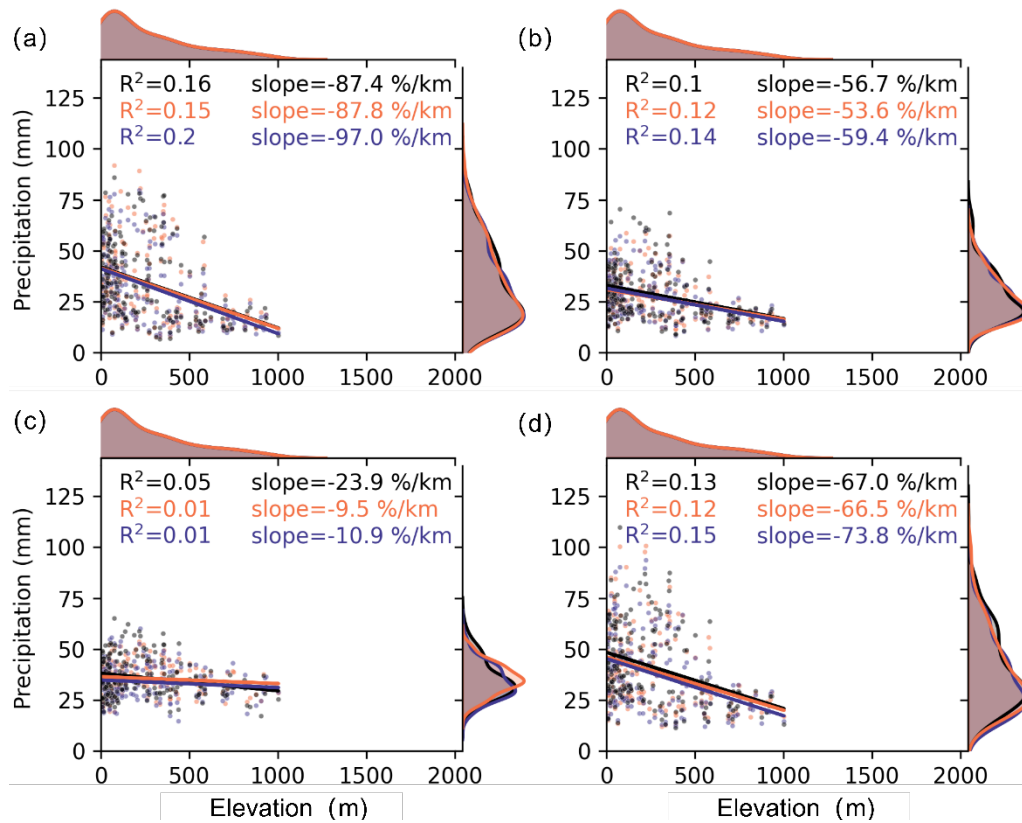 (a)
R²=0.16 slope=-87.4 %/km
R²=0.15 slope=-87.8 %/km
R²=0.2 slope=-97.0 %/km
Precipitation (mm)
125
100
75
50
25
0
0 500 1000 1500 2000
(b)
R²=0.1 slope=-56.7 %/km
R²=0.12 slope=-53.6 %/km
R²=0.14 slope=-59.4 %/km
125
100
75
50
25
0
0 500 1000 1500 2000
(c)
R²=0.05 slope=-23.9 %/km
R²=0.01 slope=-9.5 %/km
R²=0.01 slope=-10.9 %/km
Precipitation (mm)
125
100
75
50
25
0
0 500 1000 1500 2000
Elevation (m)
(d)
R²=0.13 slope=-67.0 %/km
R²=0.12 slope=-66.5 %/km
R²=0.15 slope=-73.8 %/km
125
100
75
50
25
0
0 500 1000 1500 2000
Elevation (m)